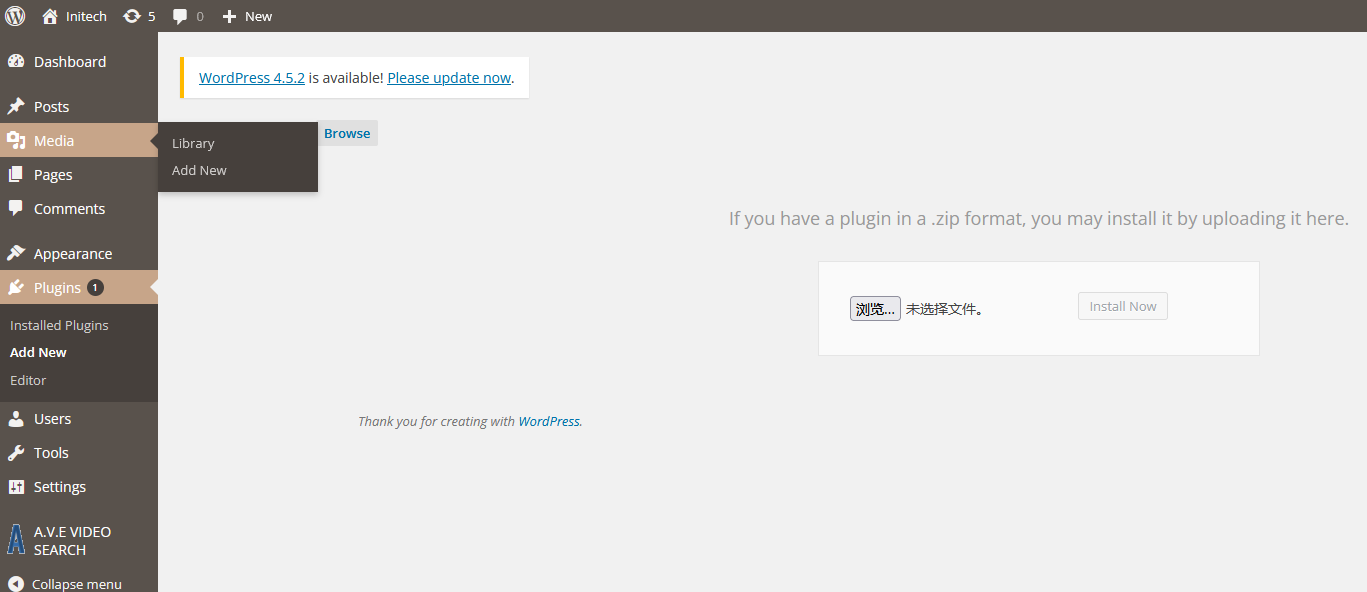 Initech 5 0 New
Dashboard
Posts
Media
Pages
Comments
Appearance
Plugins 1
Installed Plugins
Add New
Editor
Users
Tools
Settings
A.V.E VIDEO
SEARCH
Collapse menu
Library
Add New
WordPress 4.5.2 is available! Please update now.
Browse
If you have a plugin in a .zip format, you may install it by uploading it here.
浏览... 未选择文件。 Install Now
Thank you for creating with WordPress.